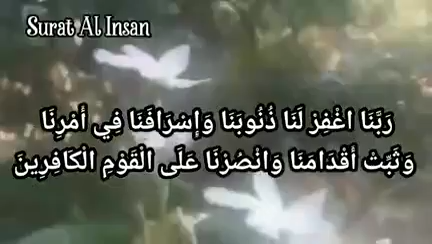 Surat Al Insan
رَبَّنَا اغْفِرْ لَنَا ذُنُوبَنَا وَإِسْرَافَنَا فِي أَمْرِنَا
وَثَبِّتْ أَقْدَامَنَا وَانْصُرْنَا عَلَى الْقَوْمِ الْكَافِرِينَ